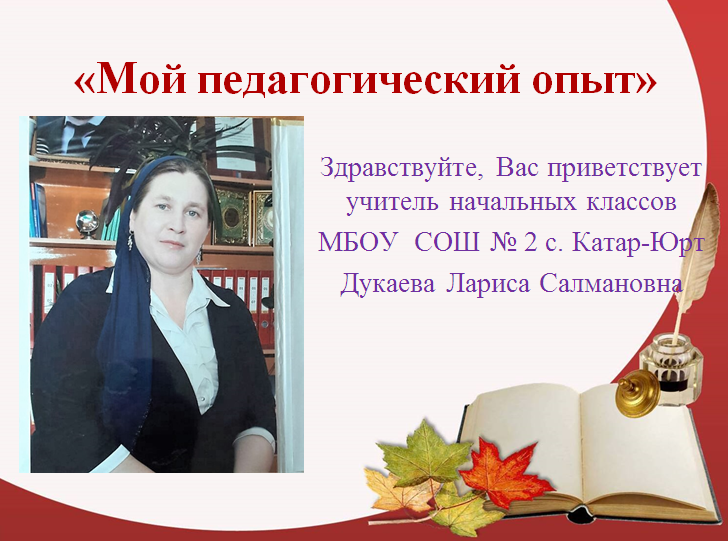 «Мой педагогический опыт»
Здравствуйте, Вас приветствует
учитель начальных классов
МБОУ СОШ № 2 с. Катар-Юрт
Дукаева Лариса Салмановна